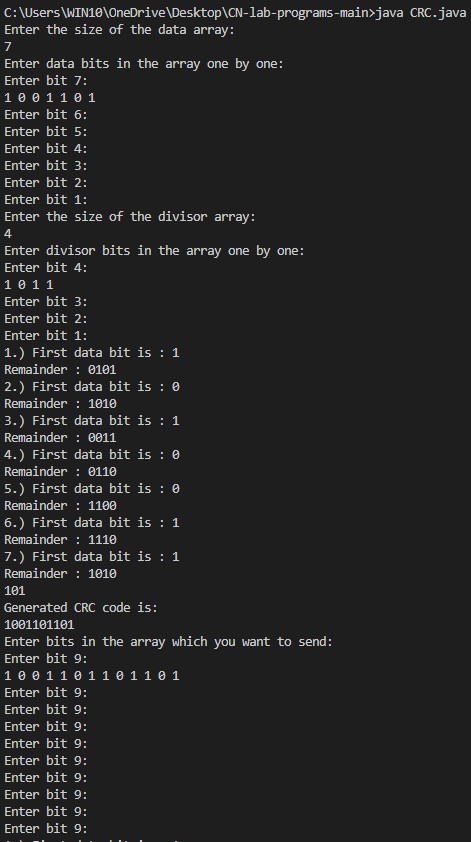 C:\Users\WIN10\OneDrive\Desktop\CN-lab-programs-main>java CRC.java
Enter the size of the data array:
7
Enter data bits in the array one by one:
Enter bit 7:
1 0 0 1 1 0 1
Enter bit 6:
Enter bit 5:
Enter bit 4:
Enter bit 3:
Enter bit 2:
Enter bit 1:
Enter the size of the divisor array:
4
Enter divisor bits in the array one by one:
Enter bit 4:
1 0 1 1
Enter bit 3:
Enter bit 2:
Enter bit 1:
1.) First data bit is : 1
Remainder : 0101
2.) First data bit is : 0
Remainder : 1010
3.) First data bit is : 1
Remainder : 0011
4.) First data bit is : 0
Remainder : 0110
5.) First data bit is : 0
Remainder : 1100
6.) First data bit is : 1
Remainder : 1110
7.) First data bit is : 1
Remainder : 1010
101
Generated CRC code is:
1001101101
Enter bits in the array which you want to send:
Enter bit 9:
1 0 0 1 1 0 1 1 0 1 1 0 1
Enter bit 9:
Enter bit 9:
Enter bit 9:
Enter bit 9:
Enter bit 9:
Enter bit 9:
Enter bit 9:
Enter bit 9:
Enter bit 9: